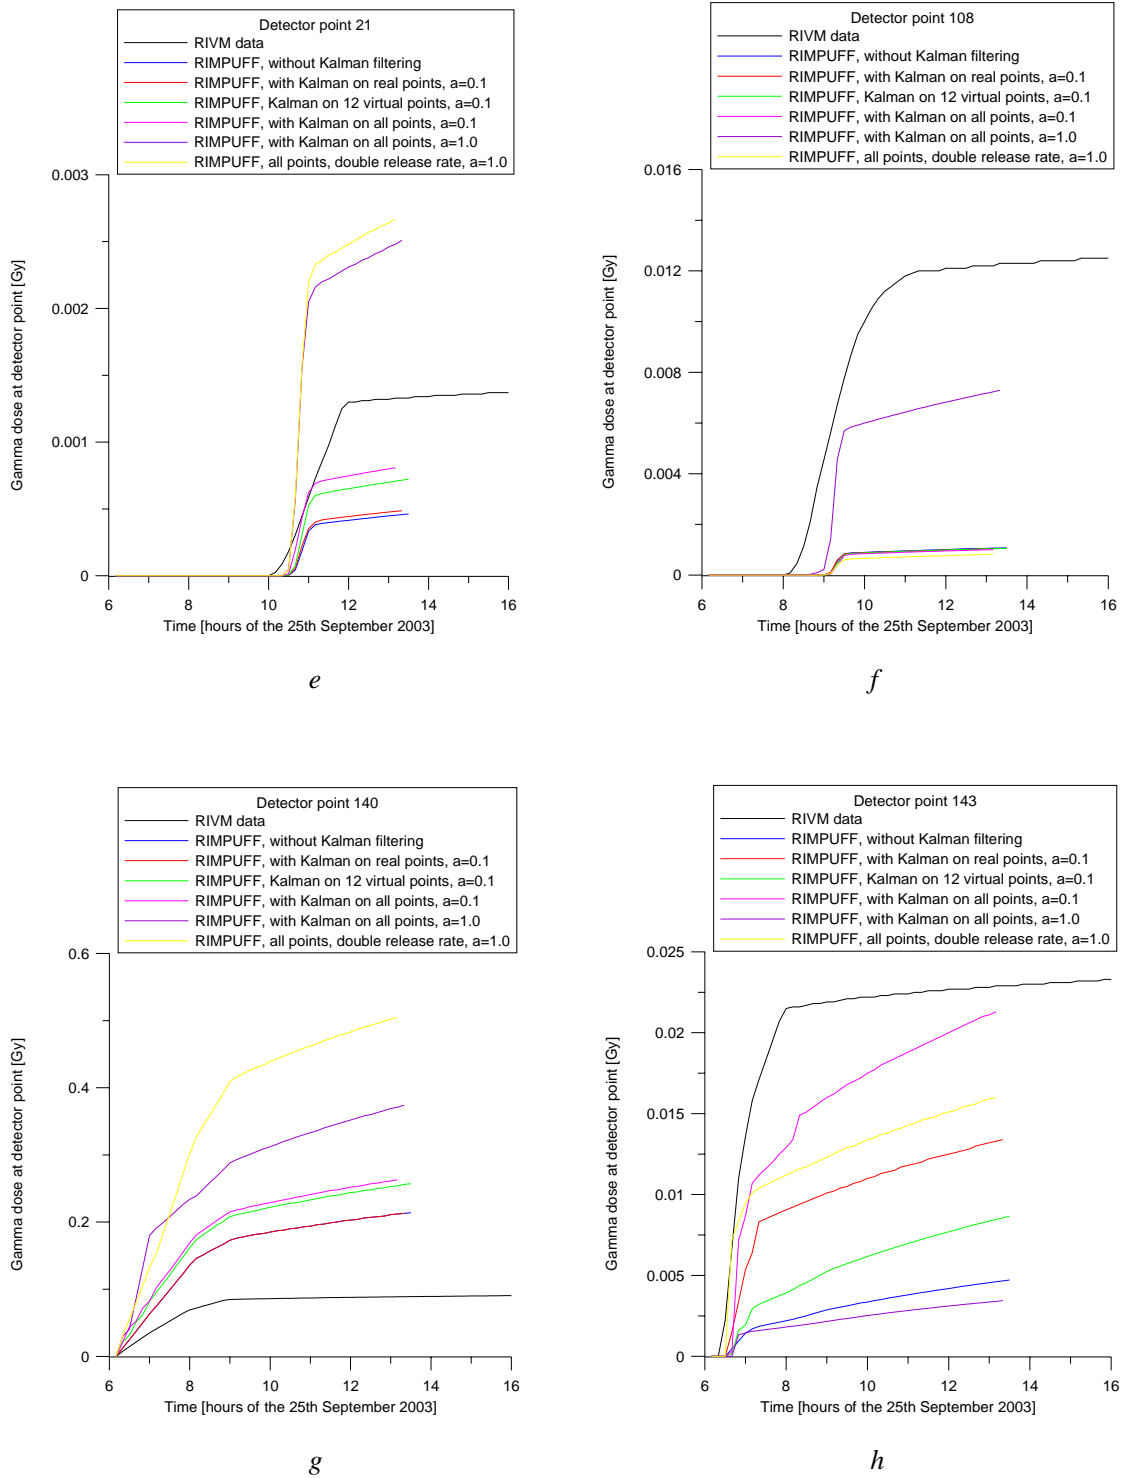 Detector point 21
RIVM data
RIMPUFF, without Kalman filtering
RIMPUFF, with Kalman on real points, a=0.1
RIMPUFF, Kalman on 12 virtual points, a=0.1
RIMPUFF, with Kalman on all points, a=0.1
RIMPUFF, with Kalman on all points, a=1.0
RIMPUFF, all points, double release rate, a=1.0
0.003
0.002
0.001
0
Gamma dose at detector point [Gy]
6 8 10 12 14 16
Time [hours of the 25th September 2003]
e
Detector point 108
RIVM data
RIMPUFF, without Kalman filtering
RIMPUFF, with Kalman on real points, a=0.1
RIMPUFF, Kalman on 12 virtual points, a=0.1
RIMPUFF, with Kalman on all points, a=0.1
RIMPUFF, with Kalman on all points, a=1.0
RIMPUFF, all points, double release rate, a=1.0
0.016
0.012
0.008
0.004
0
Gamma dose at detector point [Gy]
6 8 10 12 14 16
Time [hours of the 25th September 2003]
f
Detector point 140
RIVM data
RIMPUFF, without Kalman filtering
RIMPUFF, with Kalman on real points, a=0.1
RIMPUFF, Kalman on 12 virtual points, a=0.1
RIMPUFF, with Kalman on all points, a=0.1
RIMPUFF, with Kalman on all points, a=1.0
RIMPUFF, all points, double release rate, a=1.0
0.6
0.4
0.2
0
Gamma dose at detector point [Gy]
6 8 10 12 14 16
Time [hours of the 25th September 2003]
g
Detector point 143
RIVM data
RIMPUFF, without Kalman filtering
RIMPUFF, with Kalman on real points, a=0.1
RIMPUFF, Kalman on 12 virtual points, a=0.1
RIMPUFF, with Kalman on all points, a=0.1
RIMPUFF, with Kalman on all points, a=1.0
RIMPUFF, all points, double release rate, a=1.0
0.025
0.02
0.015
0.01
0.005
0
Gamma dose at detector point [Gy]
6 8 10 12 14 16
Time [hours of the 25th September 2003]
h